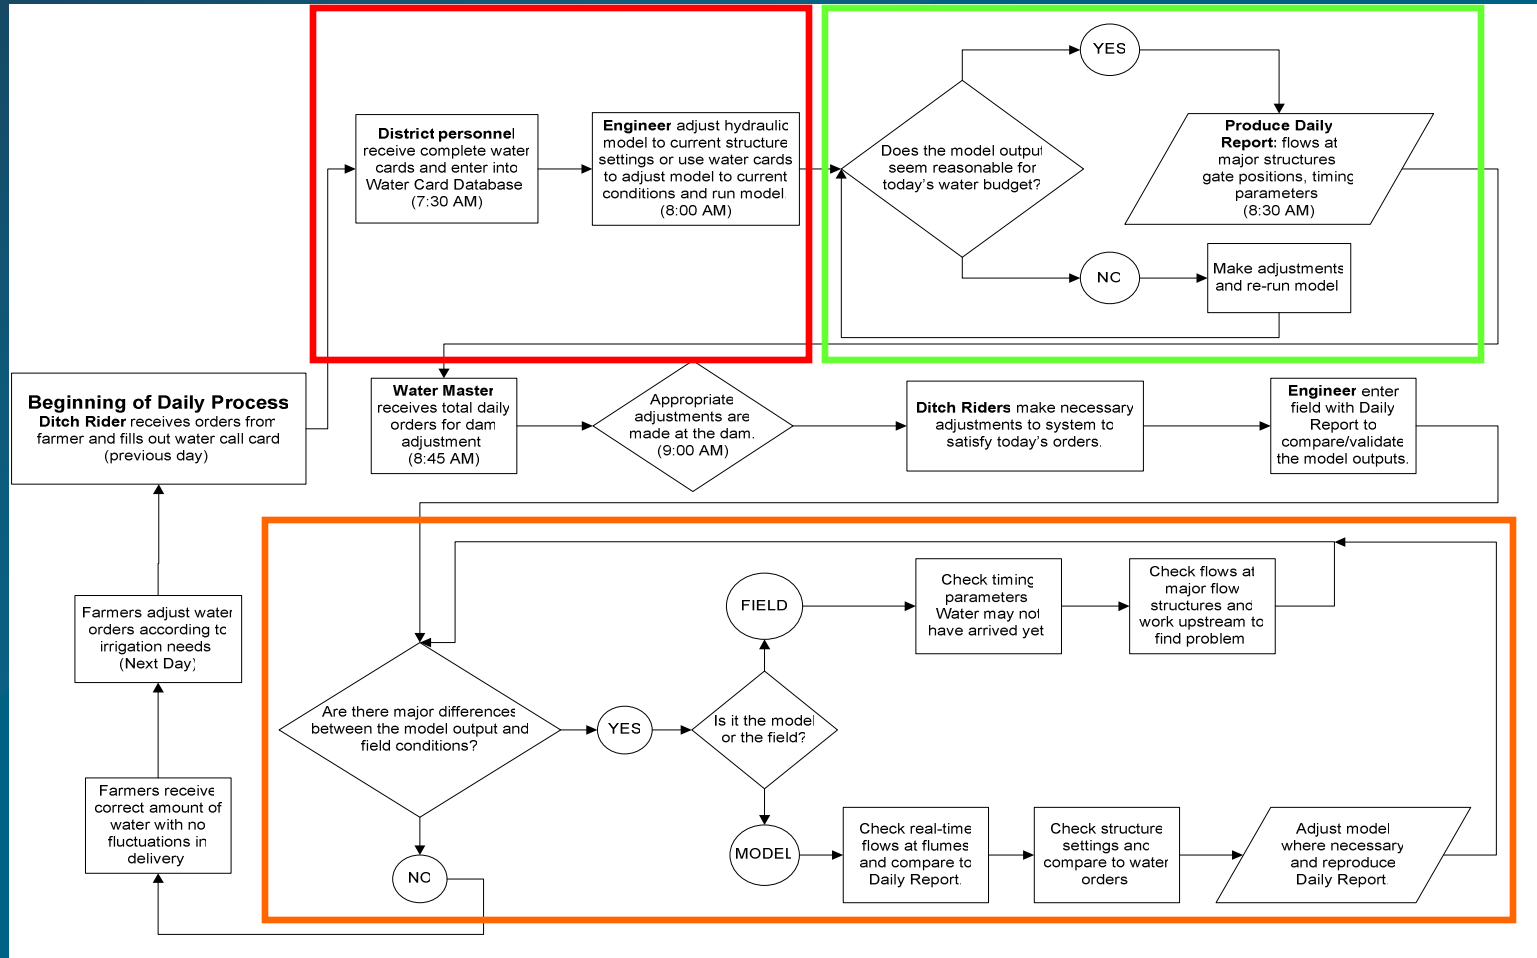 YES
District personnel
receive complete water
cards and enter into
Water Card Database
(7:30 AM)
Engineer adjust hydraulic
model to current structure
settings or use water cards
to adjust model to current
conditions and run model.
(8:00 AM)
Does the model output
seem reasonable for
today's water budget?
Produce Daily
Report: flows at
major structures
gate positions, timing
parameters
(8:30 AM)
NO
Make adjustments
and re-run model
Beginning of Daily Process
Ditch Rider receives orders from
farmer and fills out water call card
(previous day)
Water Master
receives total daily
orders for dam
adjustment
(8:45 AM)
Appropriate
adjustments are
made at the dam.
(9:00 AM)
Ditch Riders make necessary
adjustments to system to
satisfy today's orders.
Engineer enter
field with Daily
Report to
compare/validate
the model outputs.
Farmers adjust water
orders according to
irrigation needs
(Next Day)
Farmers receive
correct amount of
water with no
fluctuations in
delivery
Are there major differences
between the model output and
field conditions?
YES
NO
Is it the model
or the field?
FIELD
Check timing
parameters
Water may not
have arrived yet
Check flows at
major flow
structures and
work upstream to
find problem
MODEL
Check real-time
flows at flumes
and compare to
Daily Report.
Check structure
settings and
compare to water
orders
Adjust model
where necessary
and reproduce
Daily Report.